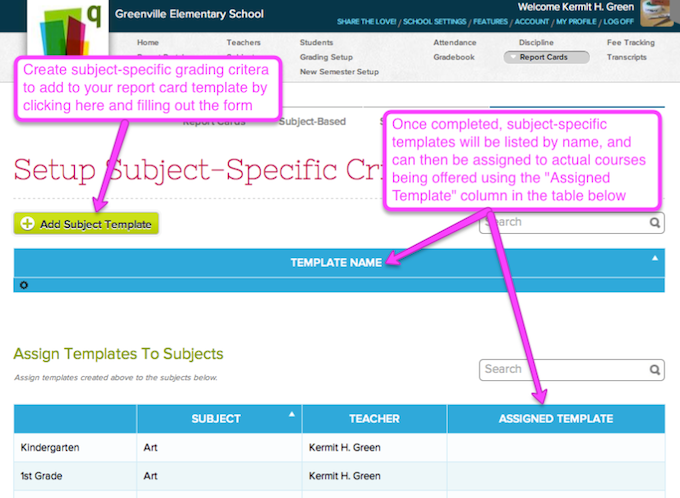 Greenville Elementary School
Welcome Kermit H. Green
SHARE THE LOVE! / SCHOOL SETTINGS / FEATURES / ACCOUNT / MY PROFILE / LOG OFF
q
Home Teachers Students Attendance Discipline Fee Tracking
Grading Setup Gradebook Report Cards Transcripts
New Semester Setup
Create subject-specific grading critera
to add to your report card template by
clicking here and filling out the form
Report Cards Subject-Based
Once completed, subject-specific
templates will be listed by name, and
can then be assigned to actual courses
being offered using the "Assigned
Template" column in the table below
Setup Subject-Specific Cri
Add Subject Template
Search
TEMPLATE NAME
Assign Templates To Subjects
Assign templates created above to the subjects below.
Search
SUBJECT TEACHER ASSIGNED TEMPLATE
Kindergarten Art Kermit H. Green
1st Grade Art Kermit H. Green